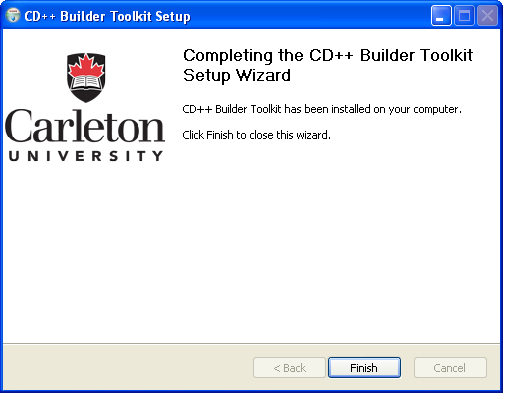 CD++ Builder Toolkit Setup
Completing the CD++ Builder Toolkit
Setup Wizard
CD++ Builder Toolkit has been installed on your computer.
Click Finish to close this wizard.
Carleton
UNIVERSITY
< Back
Finish
Cancel